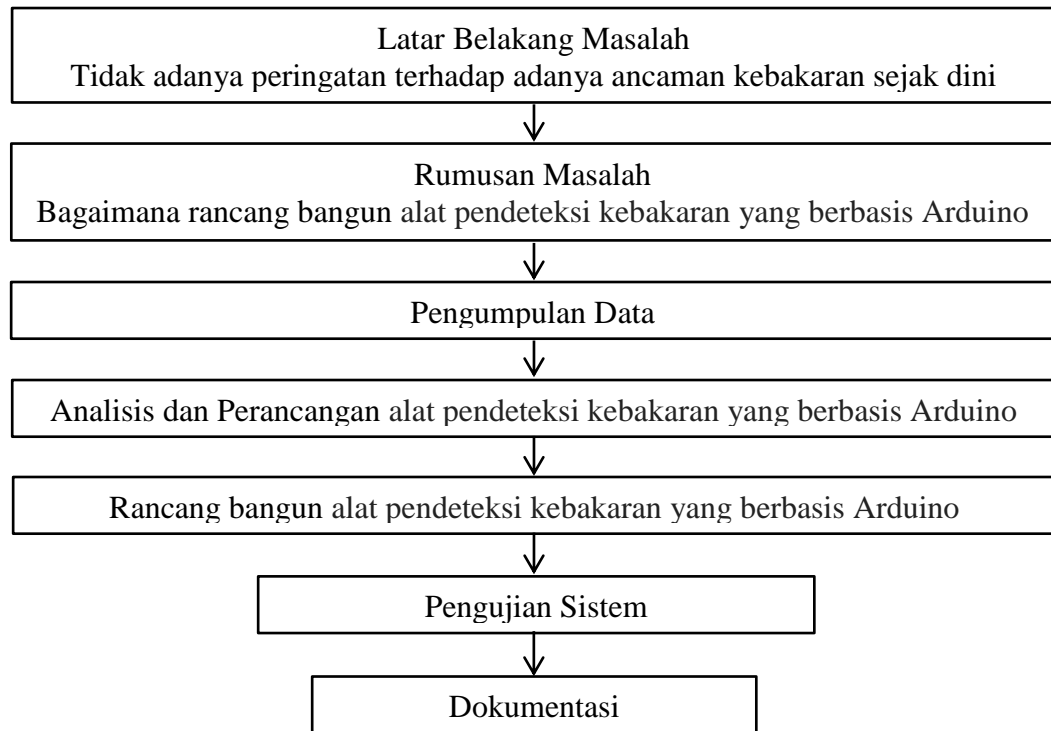 Latar Belakang Masalah
Tidak adanya peringatan terhadap adanya ancaman kebakaran sejak dini
Rumusan Masalah
Bagaimana rancang bangun alat pendeteksi kebakaran yang berbasis Arduino
Pengumpulan Data
Analisis dan Perancangan alat pendeteksi kebakaran yang berbasis Arduino
Rancang bangun alat pendeteksi kebakaran yang berbasis Arduino
Pengujian Sistem
Dokumentasi